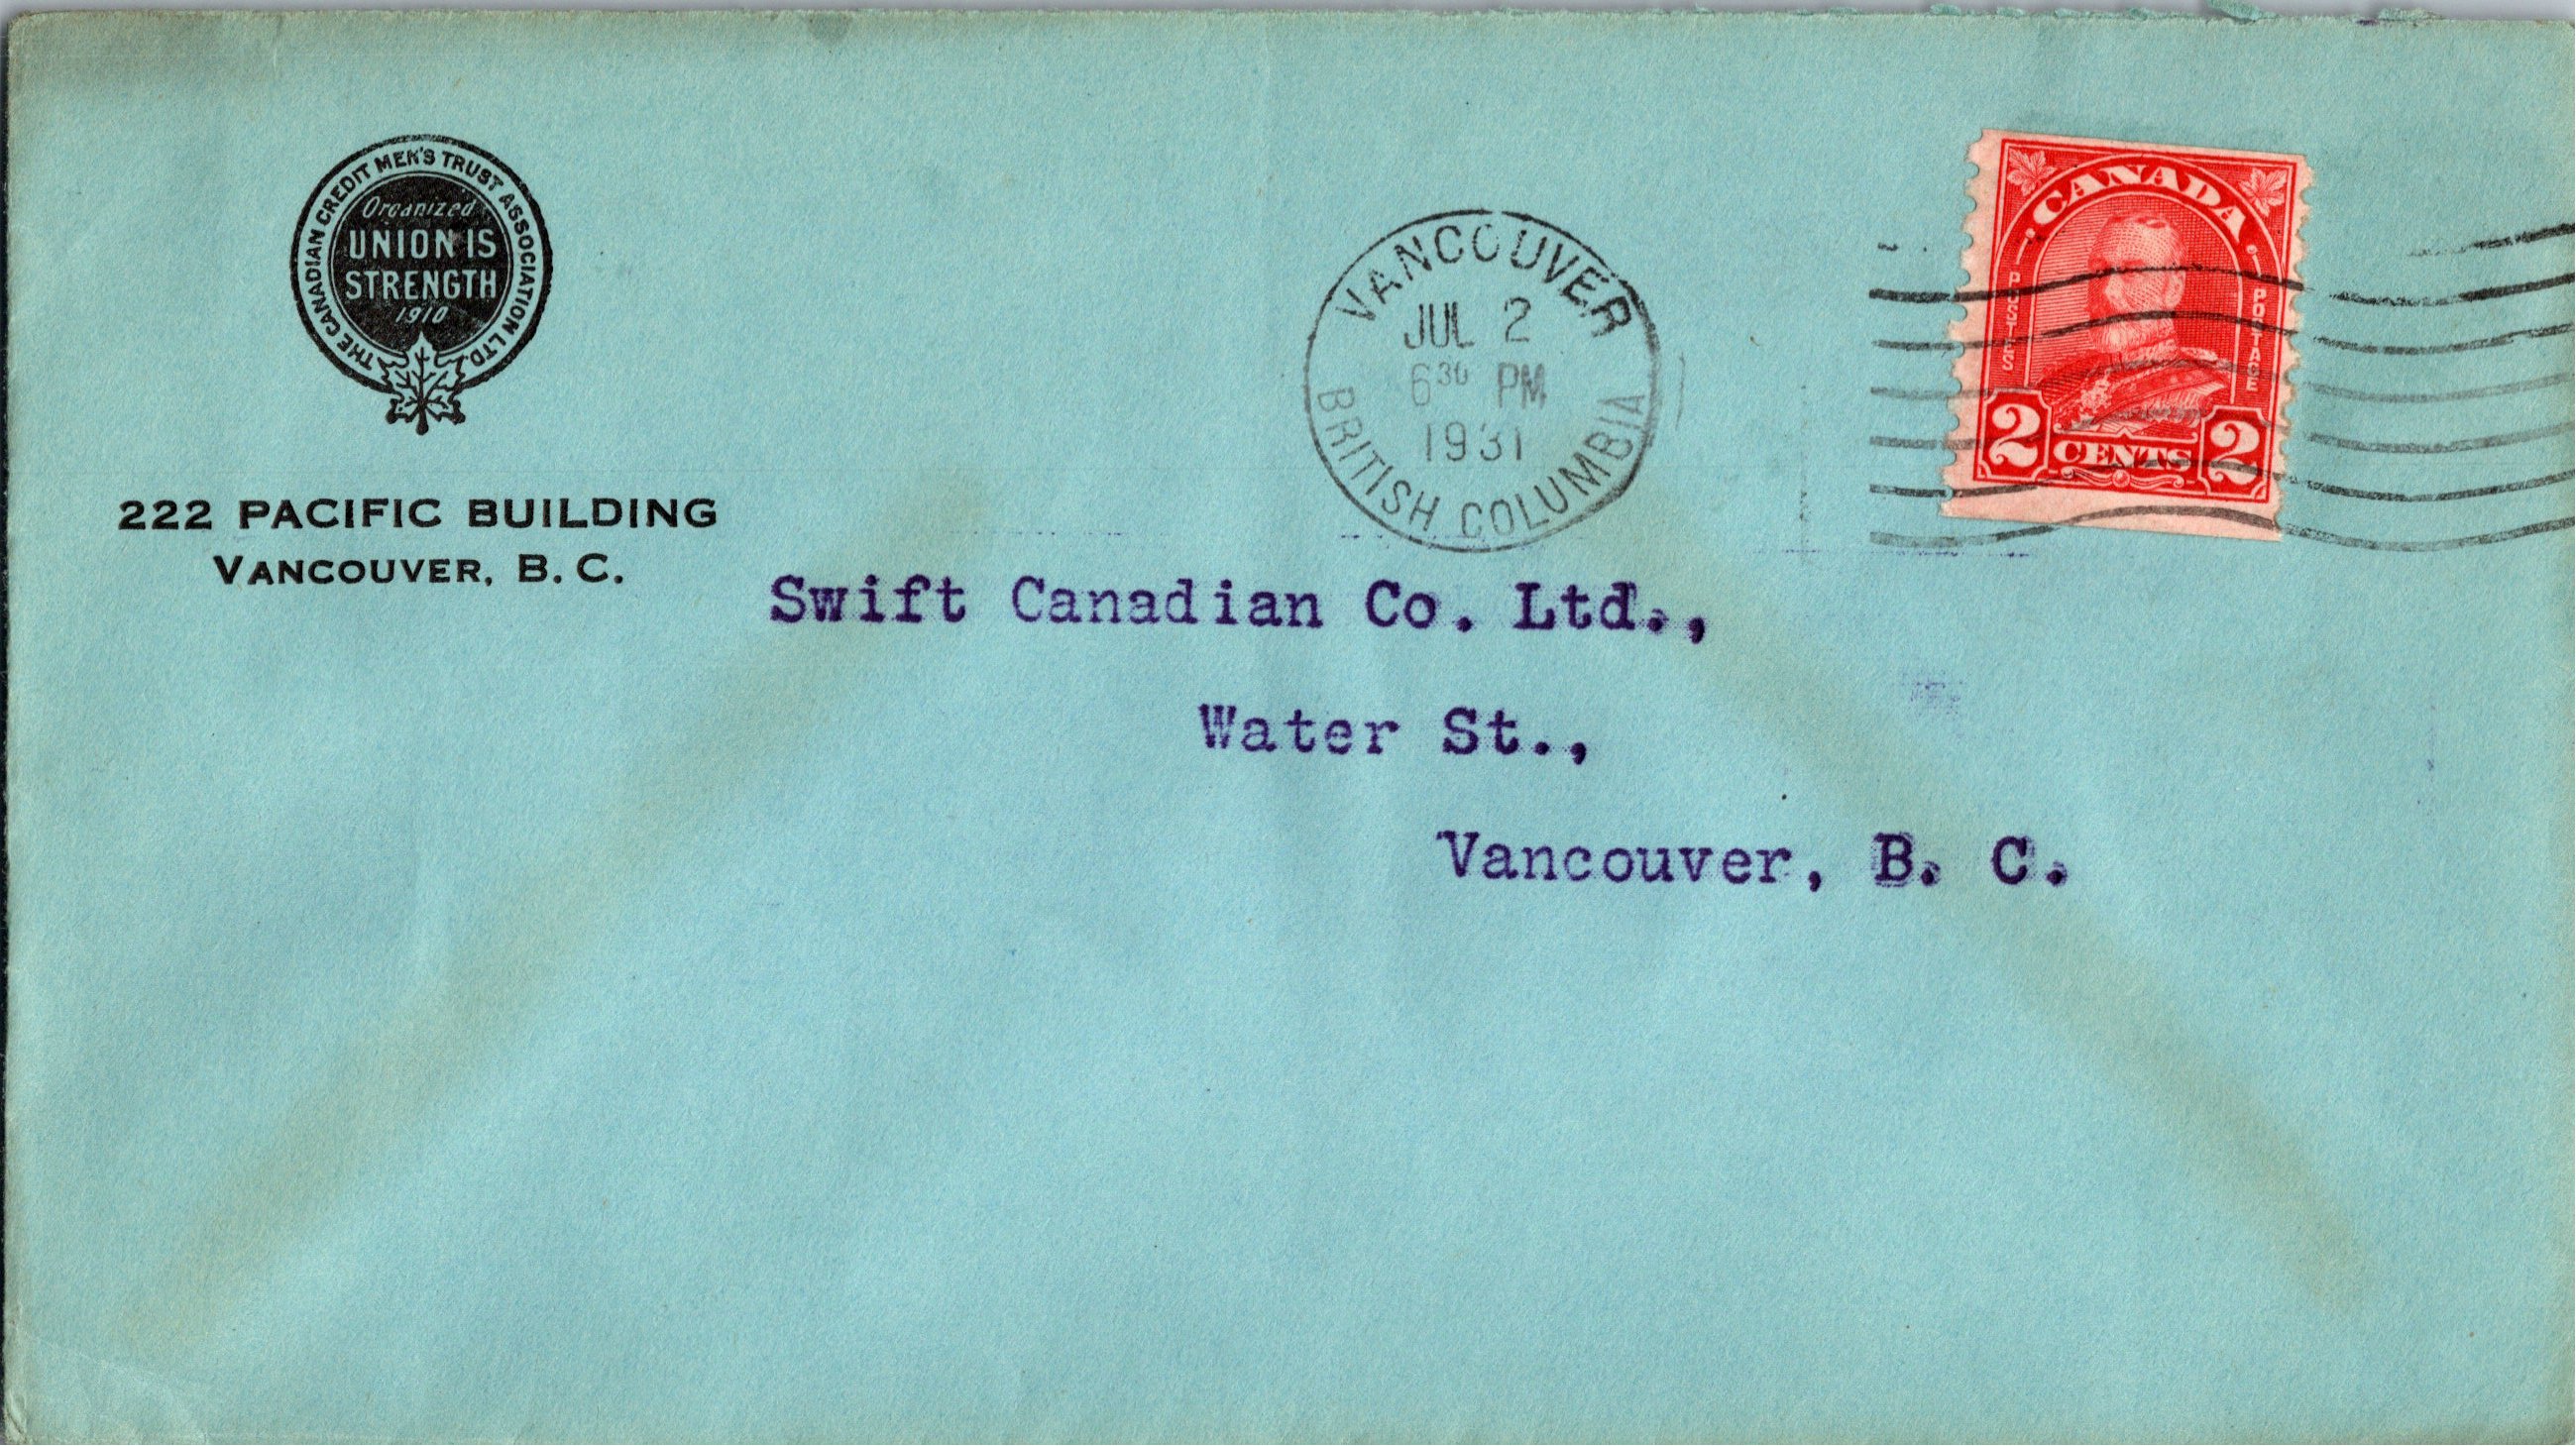 THE CANADIAN CREDIT MEN'S TRUST ASSOCIATION LTD.
Organized
UNION IS
STRENGTH
1910
222 PACIFIC BUILDING
VANCOUVER, B. C.
VANCOUVER
JUL 2
6 30 PM
1931
BRITISH COLUMBIA
CANADA
POSTES
POSTAGE
2 CENTS 2
Swift Canadian Co. Ltd.,
Water St.,
Vancouver, B. C.